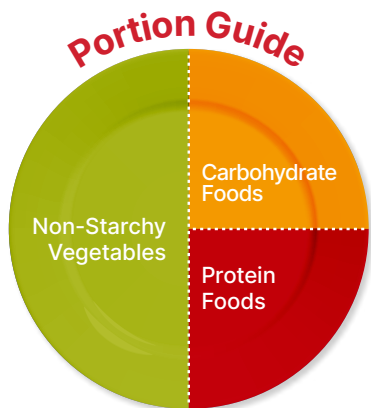 Portion Guide
Carbohydrate
Foods
Non-Starchy
Vegetables
Protein
Foods